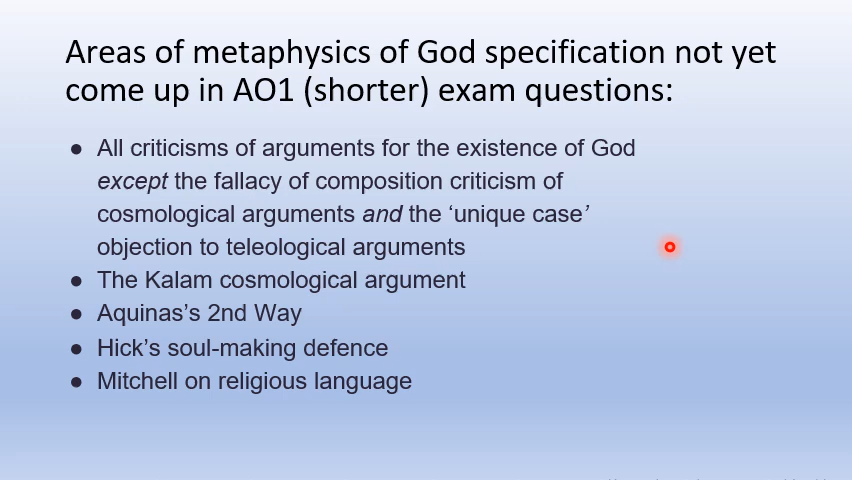 Areas of metaphysics of God specification not yet
come up in AO1 (shorter) exam questions:
● All criticisms of arguments for the existence of God
except the fallacy of composition criticism of
cosmological arguments and the ‘unique case’
objection to teleological arguments
● The Kalam cosmological argument
● Aquinas’s 2nd Way
● Hick’s soul-making defence
● Mitchell on religious language